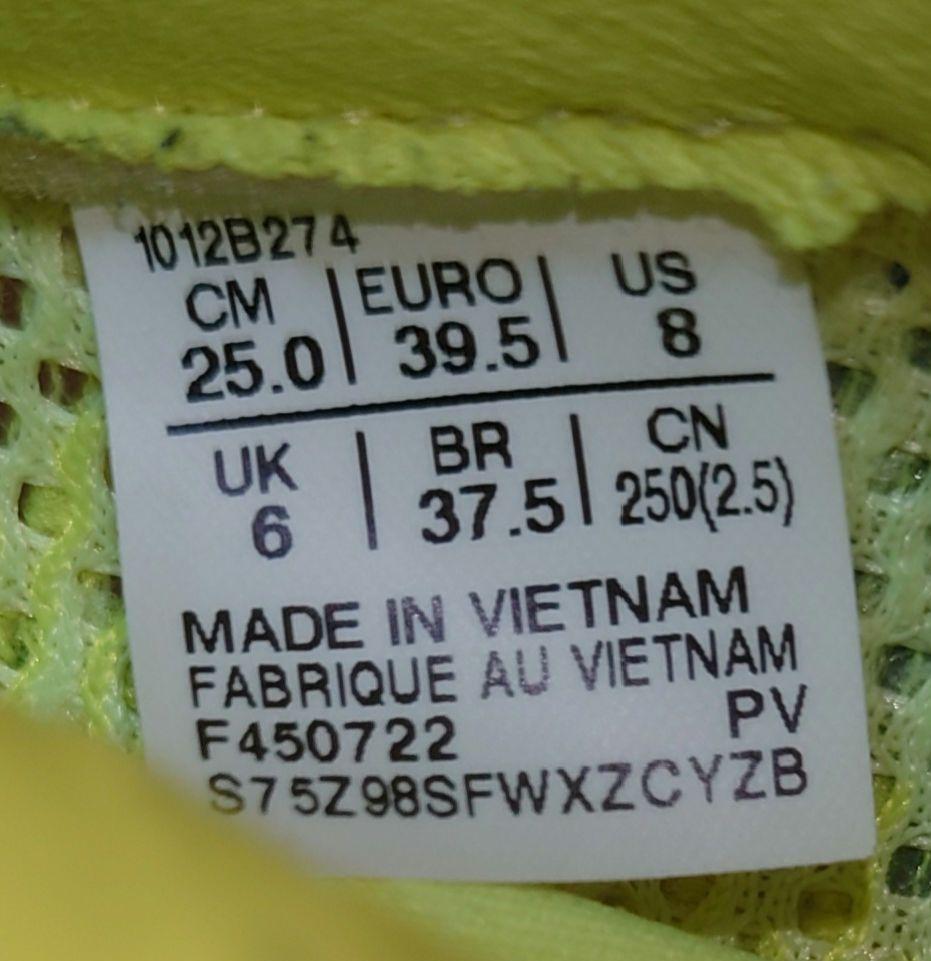 1012B274
CM | EURO | US
25.0 | 39.5 | 8
UK | BR | CN
6 | 37.5 | 250(2.5)
MADE IN VIETNAM
FABRIQUE AU VIETNAM
F450722 PV
S75Z98SFWXZCYZB